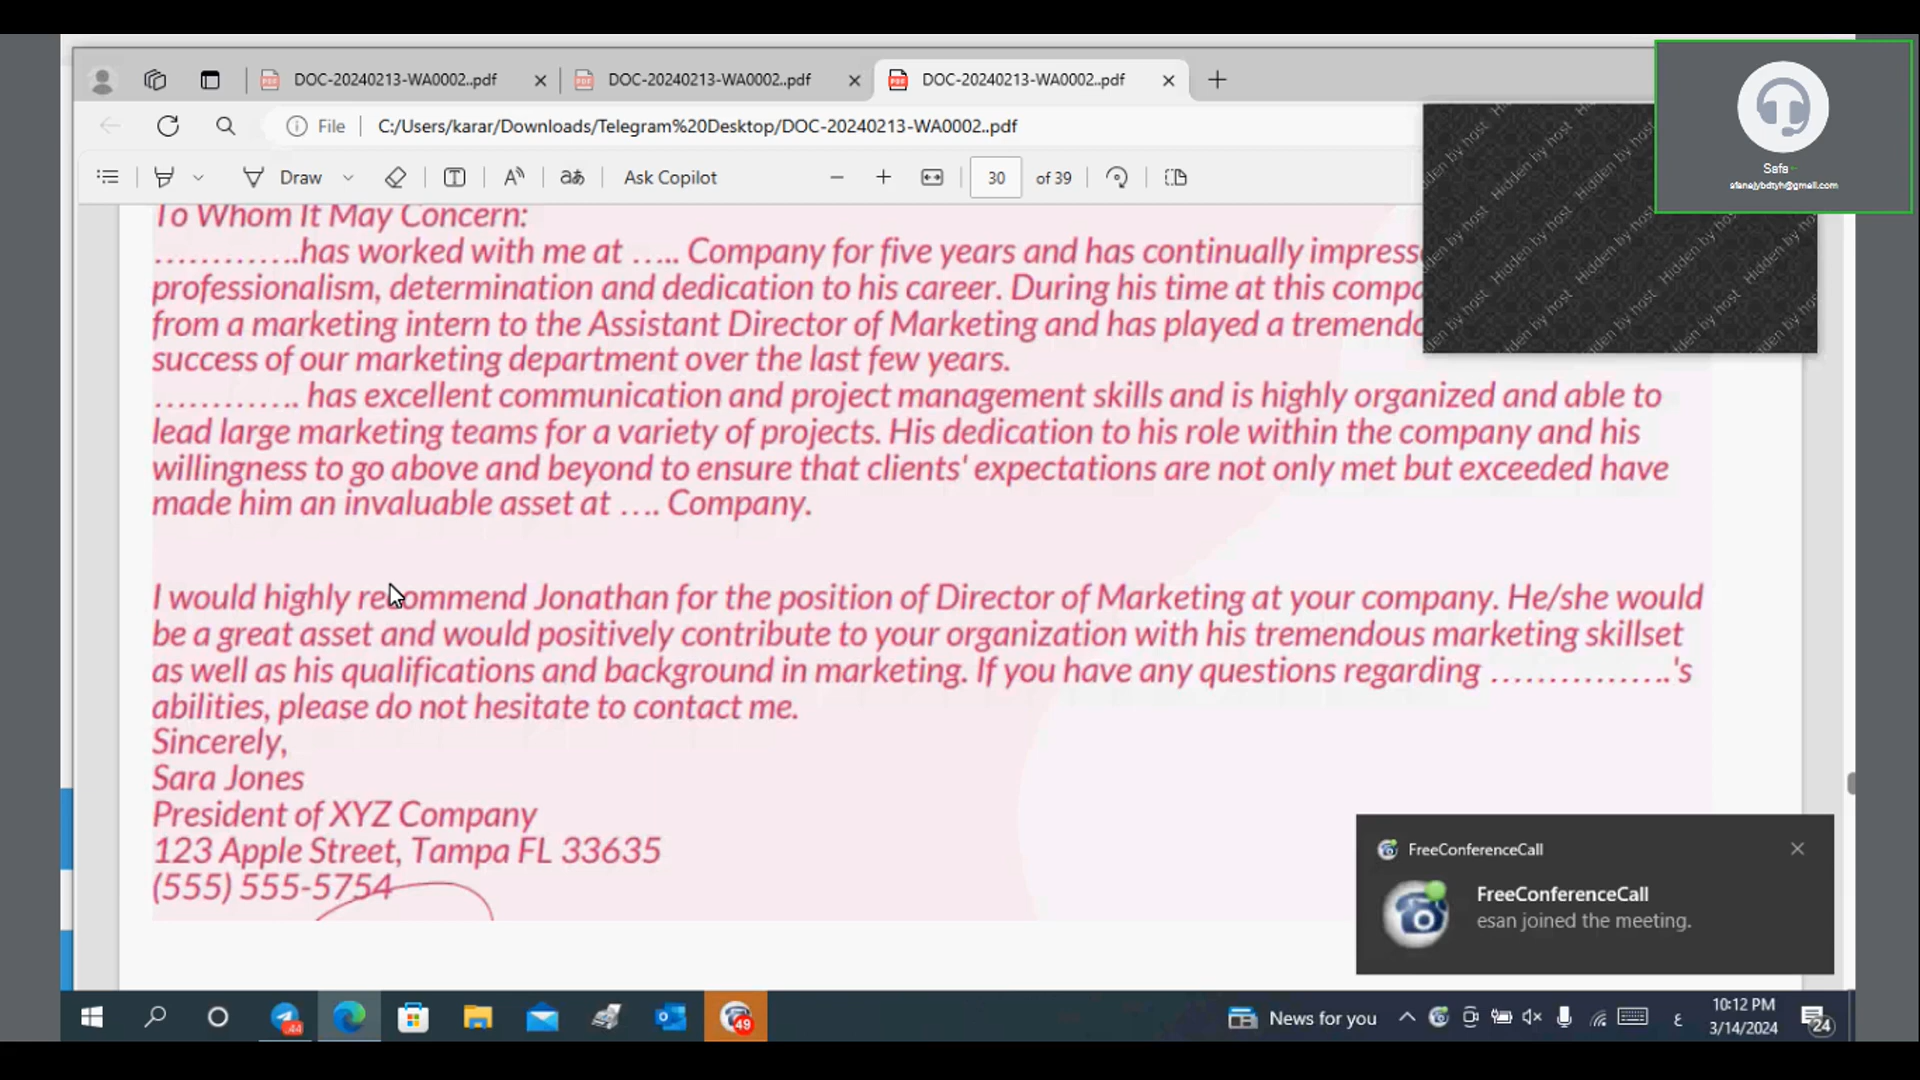 DOC-20240213-WA0002..pdf
DOC-20240213-WA0002..pdf
DOC-20240213-WA0002..pdf
File
C:/Users/karar/Downloads/Telegram%20Desktop/DOC-20240213-WA0002..pdf
Draw
Ask Copilot
30 of 39
Safa
afanejybdtyh@gmail.com
Hidden by host
To Whom It May Concern:
………….has worked with me at ….. Company for five years and has continually
professionalism, determination and dedication to his career. During his time at this
from a marketing intern to the Assistant Director of Marketing and has played a
success of our marketing department over the last few years.
…………. has excellent communication and project management skills and is highly organized and able to
lead large marketing teams for a variety of projects. His dedication to his role within the company and his
willingness to go above and beyond to ensure that clients' expectations are not only met but exceeded have
made him an invaluable asset at …. Company.
I would highly recommend Jonathan for the position of Director of Marketing at your company. He/she would
be a great asset and would positively contribute to your organization with his tremendous marketing skillset
as well as his qualifications and background in marketing. If you have any questions regarding …………….'s
abilities, please do not hesitate to contact me.
Sincerely,
Sara Jones
President of XYZ Company
123 Apple Street, Tampa FL 33635
(555) 555-5754
FreeConferenceCall
FreeConferenceCall
esan joined the meeting.
44
49
News for you
ع
10:12 PM
3/14/2024
24